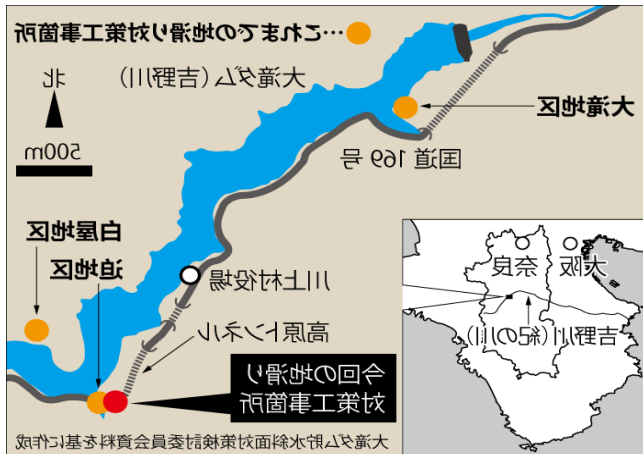 ●…これまでの地滑り対策工事箇所
大滝ダム(吉野川)
北
500m
大滝地区
国道 169 号
白屋地区
迫地区
川上村役場
高原トンネル
今回の地滑り
対策工事箇所
大阪
奈良
吉野川(紀の川)
大滝ダム貯水斜面対策検討委員会資料を基に作成